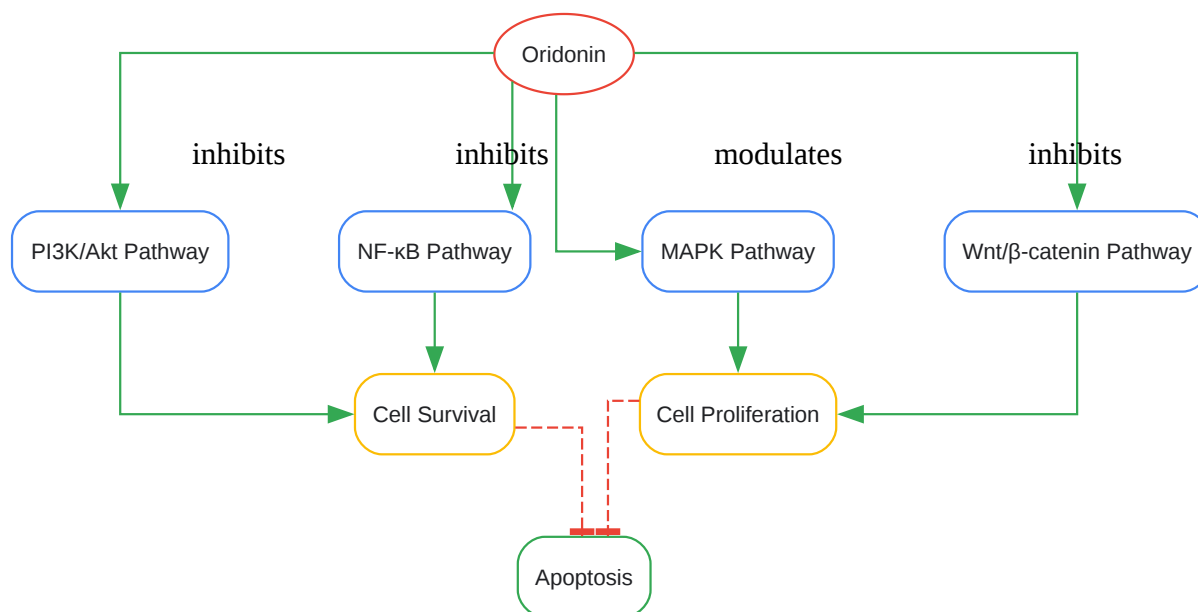 Oridonin
inhibits
inhibits
modulates
inhibits
PI3K/Akt Pathway
NF-κB Pathway
MAPK Pathway
Wnt/β-catenin Pathway
Cell Survival
Cell Proliferation
Apoptosis